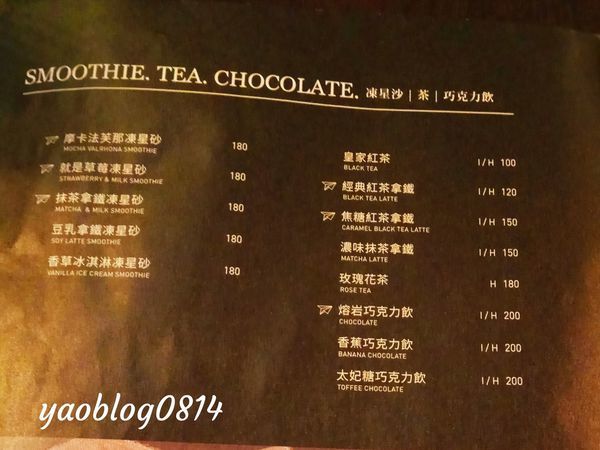 SMOOTHIE. TEA. CHOCOLATE. 凍星沙 | 茶 | 巧克力飲
摩卡法芙那凍星砂 180
MOCHA VALRHONA SMOOTHIE
就是草莓凍星砂 180
STRAWBERRY & MILK SMOOTHIE
抹茶拿鐵凍星砂 180
MATCHA & MILK SMOOTHIE
豆乳拿鐵凍星砂 180
SOY LATTE SMOOTHIE
香草冰淇淋凍星砂 180
VANILLA ICE CREAM SMOOTHIE
皇家紅茶 I/H 100
BLACK TEA
經典紅茶拿鐵 I/H 120
BLACK TEA LATTE
焦糖紅茶拿鐵 I/H 150
CARAMEL BLACK TEA LATTE
濃味抹茶拿鐵 I/H 150
MATCHA LATTE
玫瑰花茶 H 180
ROSE TEA
熔岩巧克力飲 I/H 200
CHOCOLATE
香蕉巧克力飲 I/H 200
BANANA CHOCOLATE
太妃糖巧克力飲 I/H 200
TOFFEE CHOCOLATE
yaoblog0814